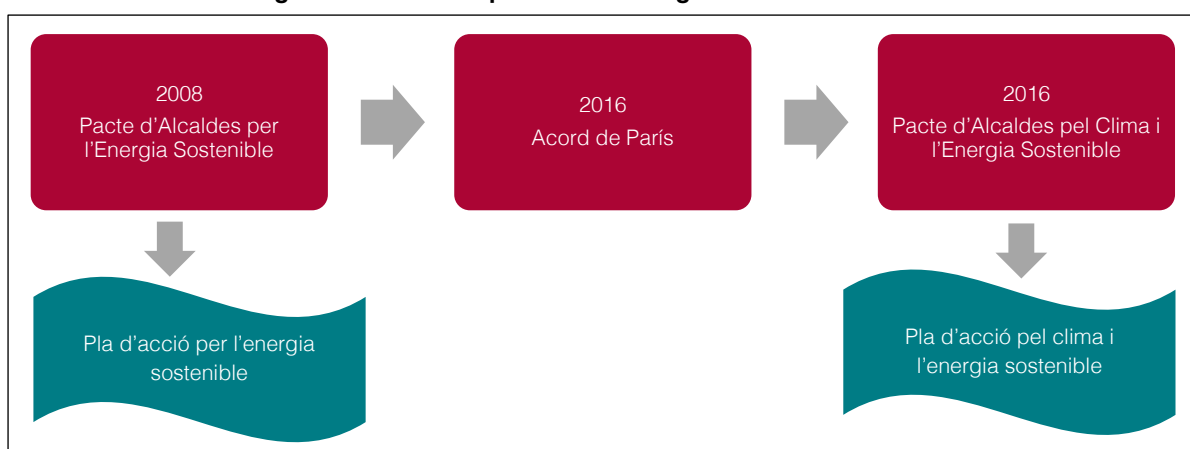 2008
Pacte d’Alcaldes per
l’Energia Sostenible
2016
Acord de París
2016
Pacte d’Alcaldes pel Clima i
l’Energia Sostenible
Pla d’acció per l’energia
sostenible
Pla d’acció pel clima i
l’energia sostenible